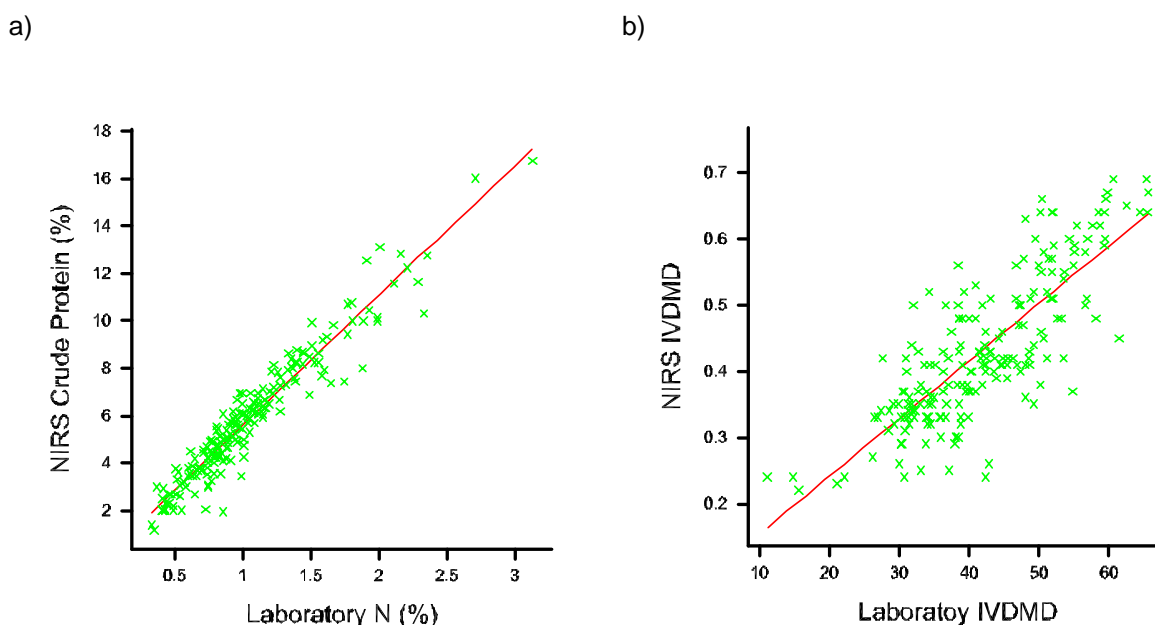 a)
b)
NIRS Crude Protein (%)
18
16
14
12
10
8
6
4
2
0.5 1 1.5 2 2.5 3
Laboratory N (%)
NIRS IVDMD
0.7
0.6
0.5
0.4
0.3
0.2
10 20 30 40 50 60
Laboratoy IVDMD